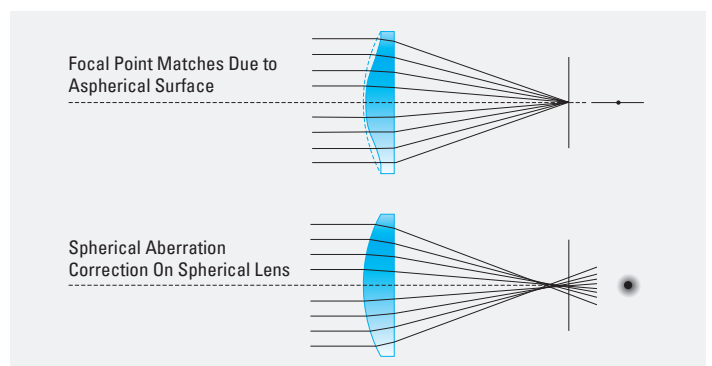 Focal Point Matches Due to
Aspherical Surface
Spherical Aberration
Correction On Spherical Lens